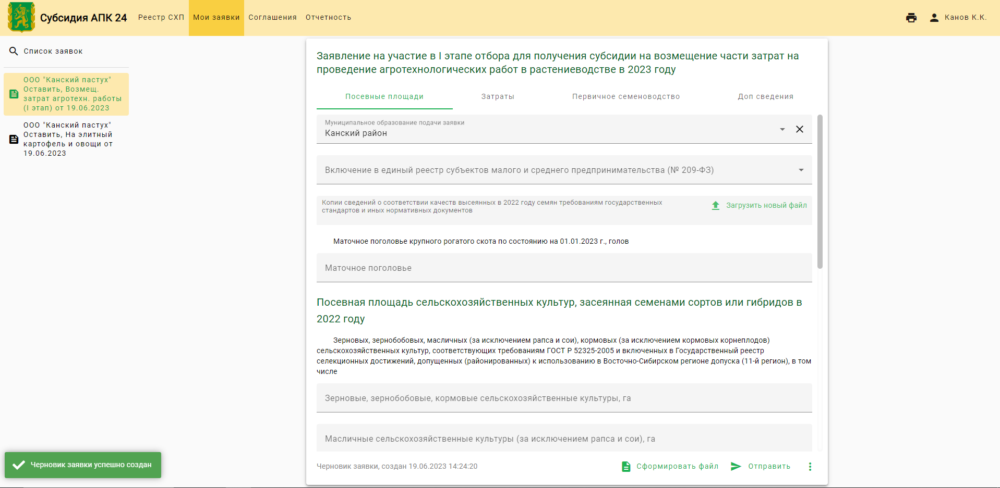 Субсидия АПК 24
Реестр СХП
Мои заявки
Соглашения
Отчетность
Канов К.К.
Список заявок
ООО "Канский пастух"
Оставить, Возмещ.
затрат агротехн. работы
(I этап) от 19.06.2023
ООО "Канский пастух"
Оставить, На элитный
картофель и овощи от
19.06.2023
Заявление на участие в I этапе отбора для получения субсидии на возмещение части затрат на
проведение агротехнологических работ в растениеводстве в 2023 году
Посевные площади
Затраты
Первичное семеноводство
Доп сведения
Муниципальное образование подачи заявки
Канский район
Включение в единый реестр субъектов малого и среднего предпринимательства (№ 209-ФЗ)
Копии сведений о соответствии качеств высеянных в 2022 году семян требованиям государственных
стандартов и иных нормативных документов
Загрузить новый файл
Маточное поголовье крупного рогатого скота по состоянию на 01.01.2023 г., голов
Маточное поголовье
Посевная площадь сельскохозяйственных культур, засеянная семенами сортов или гибридов в
2022 году
Зерновых, зернобобовых, масличных (за исключением рапса и сои), кормовых (за исключением кормовых корнеплодов)
сельскохозяйственных культур, соответствующих требованиям ГОСТ Р 52325-2005 и включенных в Государственный реестр
селекционных достижений, допущенных (районированных) к использованию в Восточно-Сибирском регионе допуска (11-й регион), в том
числе
Зерновые, зернобобовые, кормовые сельскохозяйственные культуры, га
Масличные сельскохозяйственные культуры (за исключением рапса и сои), га
Черновик заявки, создан 19.06.2023 14:24:20
Сформировать файл
Отправить
Черновик заявки успешно создан